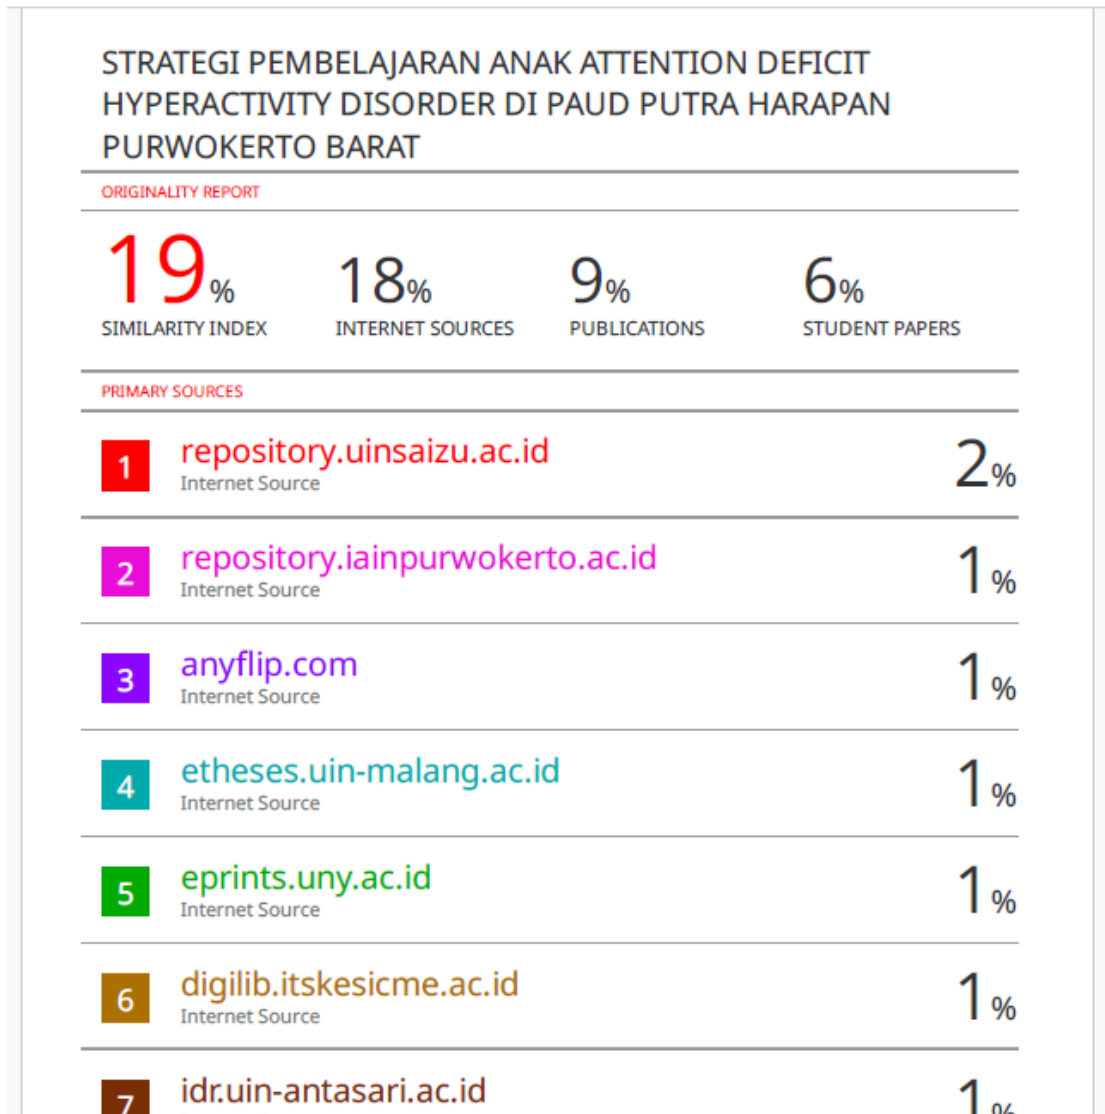 STRATEGI PEMBELAJARAN ANAK ATTENTION DEFICIT
HYPERACTIVITY DISORDER DI PAUD PUTRA HARAPAN
PURWOKERTO BARAT
ORIGINALITY REPORT
19% 18% 9% 6%
SIMILARITY INDEX INTERNET SOURCES PUBLICATIONS STUDENT PAPERS
PRIMARY SOURCES
1 repository.uinsaizu.ac.id 2%
Internet Source
2 repository.iainpurwokerto.ac.id 1%
Internet Source
3 anyflip.com 1%
Internet Source
4 etheses.uin-malang.ac.id 1%
Internet Source
5 eprints.uny.ac.id 1%
Internet Source
6 digilib.itskesicme.ac.id 1%
Internet Source
7 idr.uin-antasari.ac.id 1%